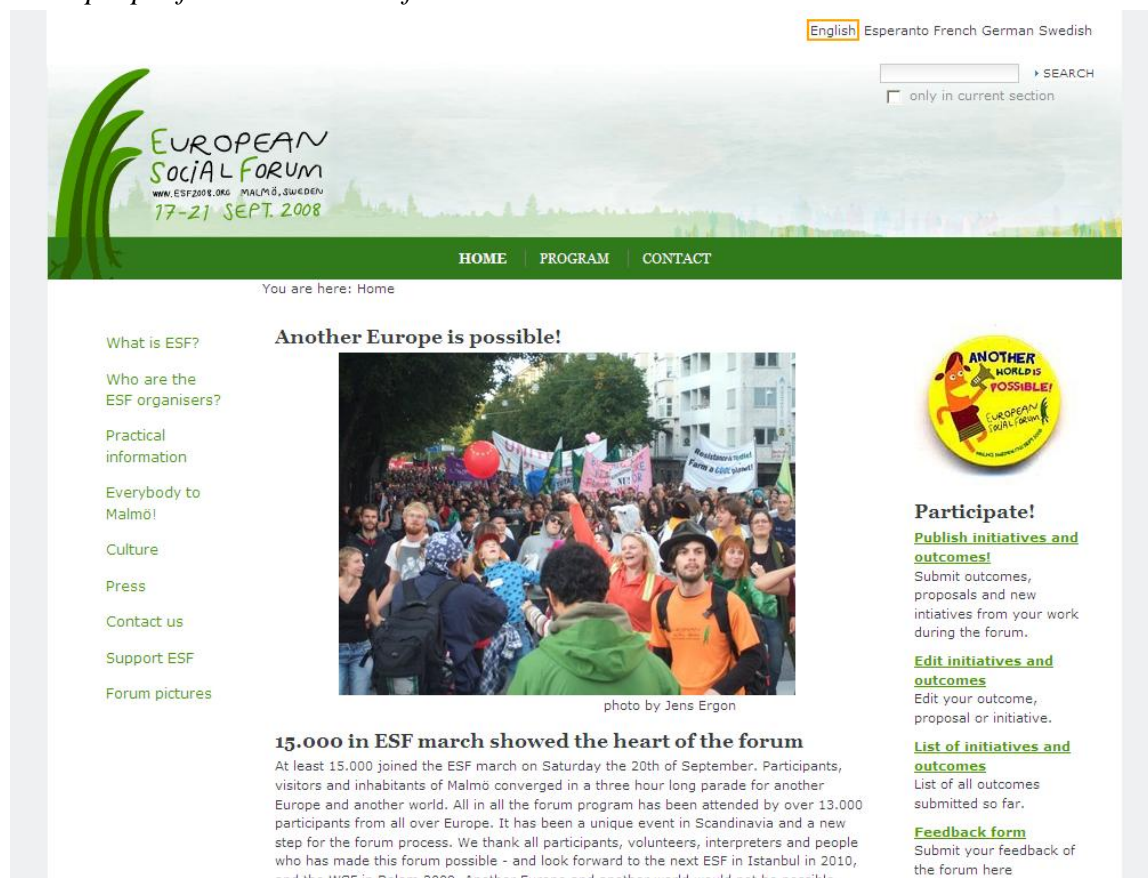 English Esperanto French German Swedish
SEARCH
only in current section
EUROPEAN
SOCIAL FORUM
WWW.ESF2008.ORG MALMÖ, SWEDEN
17-21 SEPT. 2008
HOME PROGRAM CONTACT
You are here: Home
What is ESF?
Who are the
ESF organisers?
Practical
information
Everybody to
Malmö!
Culture
Press
Contact us
Support ESF
Forum pictures
Another Europe is possible!
Form a COOL planet!
photo by Jens Ergon
15.000 in ESF march showed the heart of the forum
At least 15.000 joined the ESF march on Saturday the 20th of September. Participants,
visitors and inhabitants of Malmö converged in a three hour long parade for another
Europe and another world. All in all the forum program has been attended by over 13.000
participants from all over Europe. It has been a unique event in Scandinavia and a new
step for the forum process. We thank all participants, volunteers, interpreters and people
who has made this forum possible - and look forward to the next ESF in Istanbul in 2010,
ANOTHER
WORLD IS
POSSIBLE!
EUROPEAN
SOCIAL FORUM
Participate!
Publish initiatives and
outcomes!
Submit outcomes,
proposals and new
intiatives from your work
during the forum.
Edit initiatives and
outcomes
Edit your outcome,
proposal or initiative.
List of initiatives and
outcomes
List of all outcomes
submitted so far.
Feedback form
Submit your feedback of
the forum here